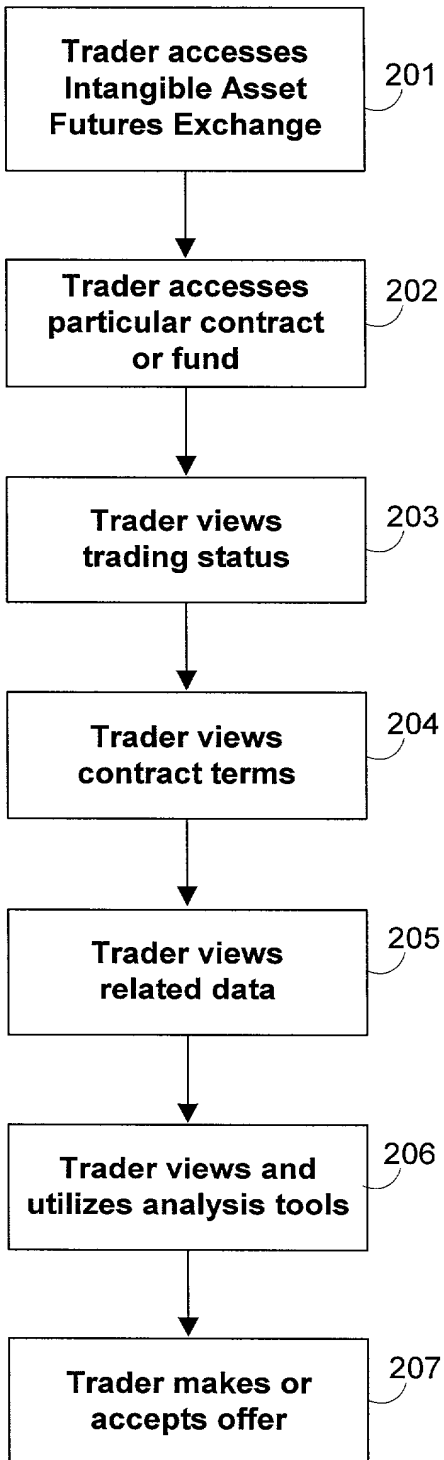 Trader accesses
Intangible Asset
Futures Exchange
201
Trader accesses
particular contract
or fund
202
Trader views
trading status
203
Trader views
contract terms
204
Trader views
related data
205
Trader views and
utilizes analysis tools
206
Trader makes or
accepts offer
207